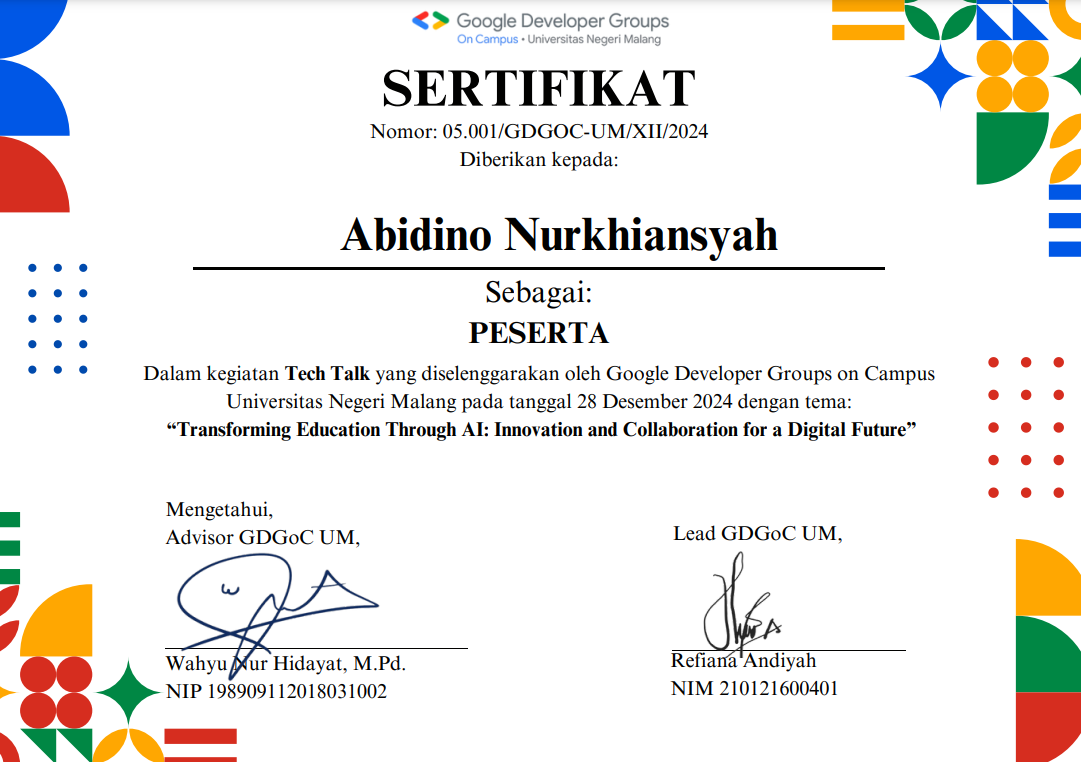 Google Developer Groups
On Campus • Universitas Negeri Malang
SERTIFIKAT
Nomor: 05.001/GDGOC-UM/XII/2024
Diberikan kepada:
Abidino Nurkhiansyah
Sebagai:
PESERTA
Dalam kegiatan Tech Talk yang diselenggarakan oleh Google Developer Groups on Campus
Universitas Negeri Malang pada tanggal 28 Desember 2024 dengan tema:
“Transforming Education Through AI: Innovation and Collaboration for a Digital Future”
Mengetahui,
Advisor GDGoC UM,
Wahyu Nur Hidayat, M.Pd.
NIP 198909112018031002
Lead GDGoC UM,
Refiana Andiyah
NIM 210121600401